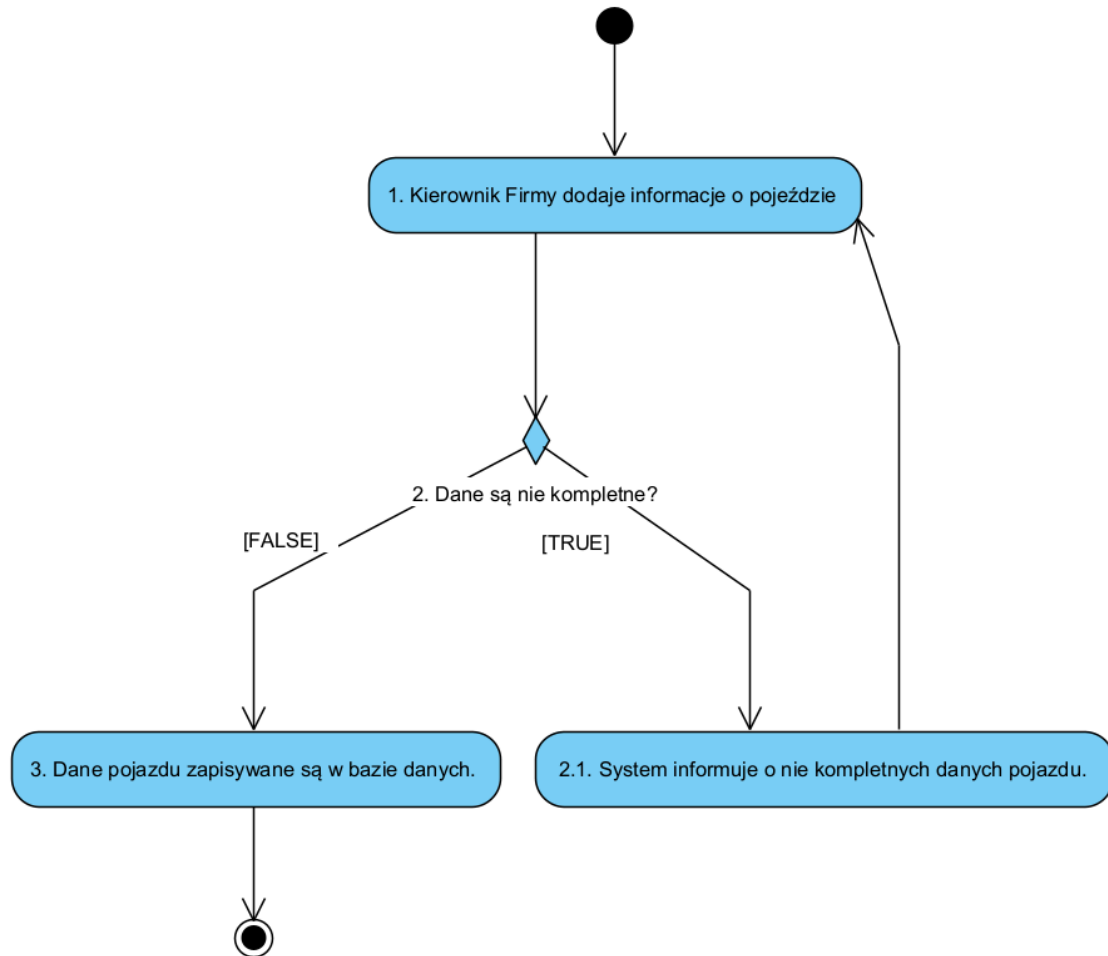 1. Kierownik Firmy dodaje informacje o pojeździe
2. Dane są nie kompletne?
[FALSE]
[TRUE]
3. Dane pojazdu zapisywane są w bazie danych.
2.1. System informuje o nie kompletnych danych pojazdu.